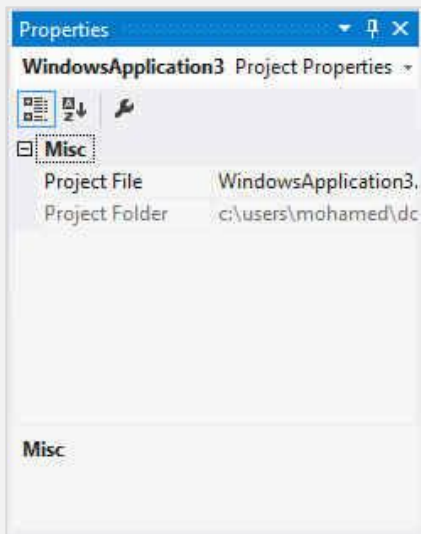 Properties
WindowsApplication3 Project Properties
Misc
Project File WindowsApplication3.
Project Folder c:\users\mohamed\dc
Misc